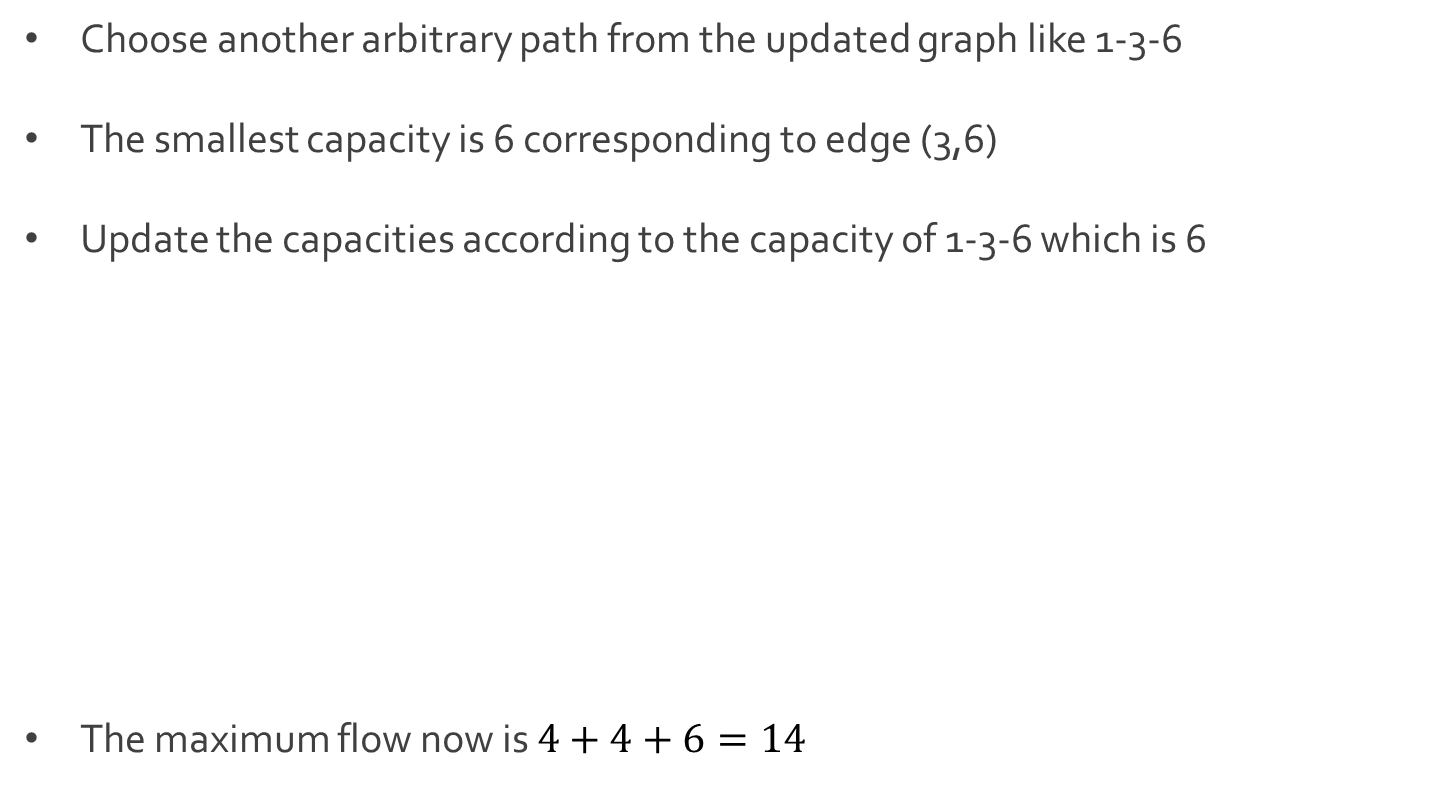 • Choose another arbitrary path from the updated graph like 1-3-6
• The smallest capacity is 6 corresponding to edge (3,6)
• Update the capacities according to the capacity of 1-3-6 which is 6
• The maximum flow now is 4 + 4 + 6 = 14